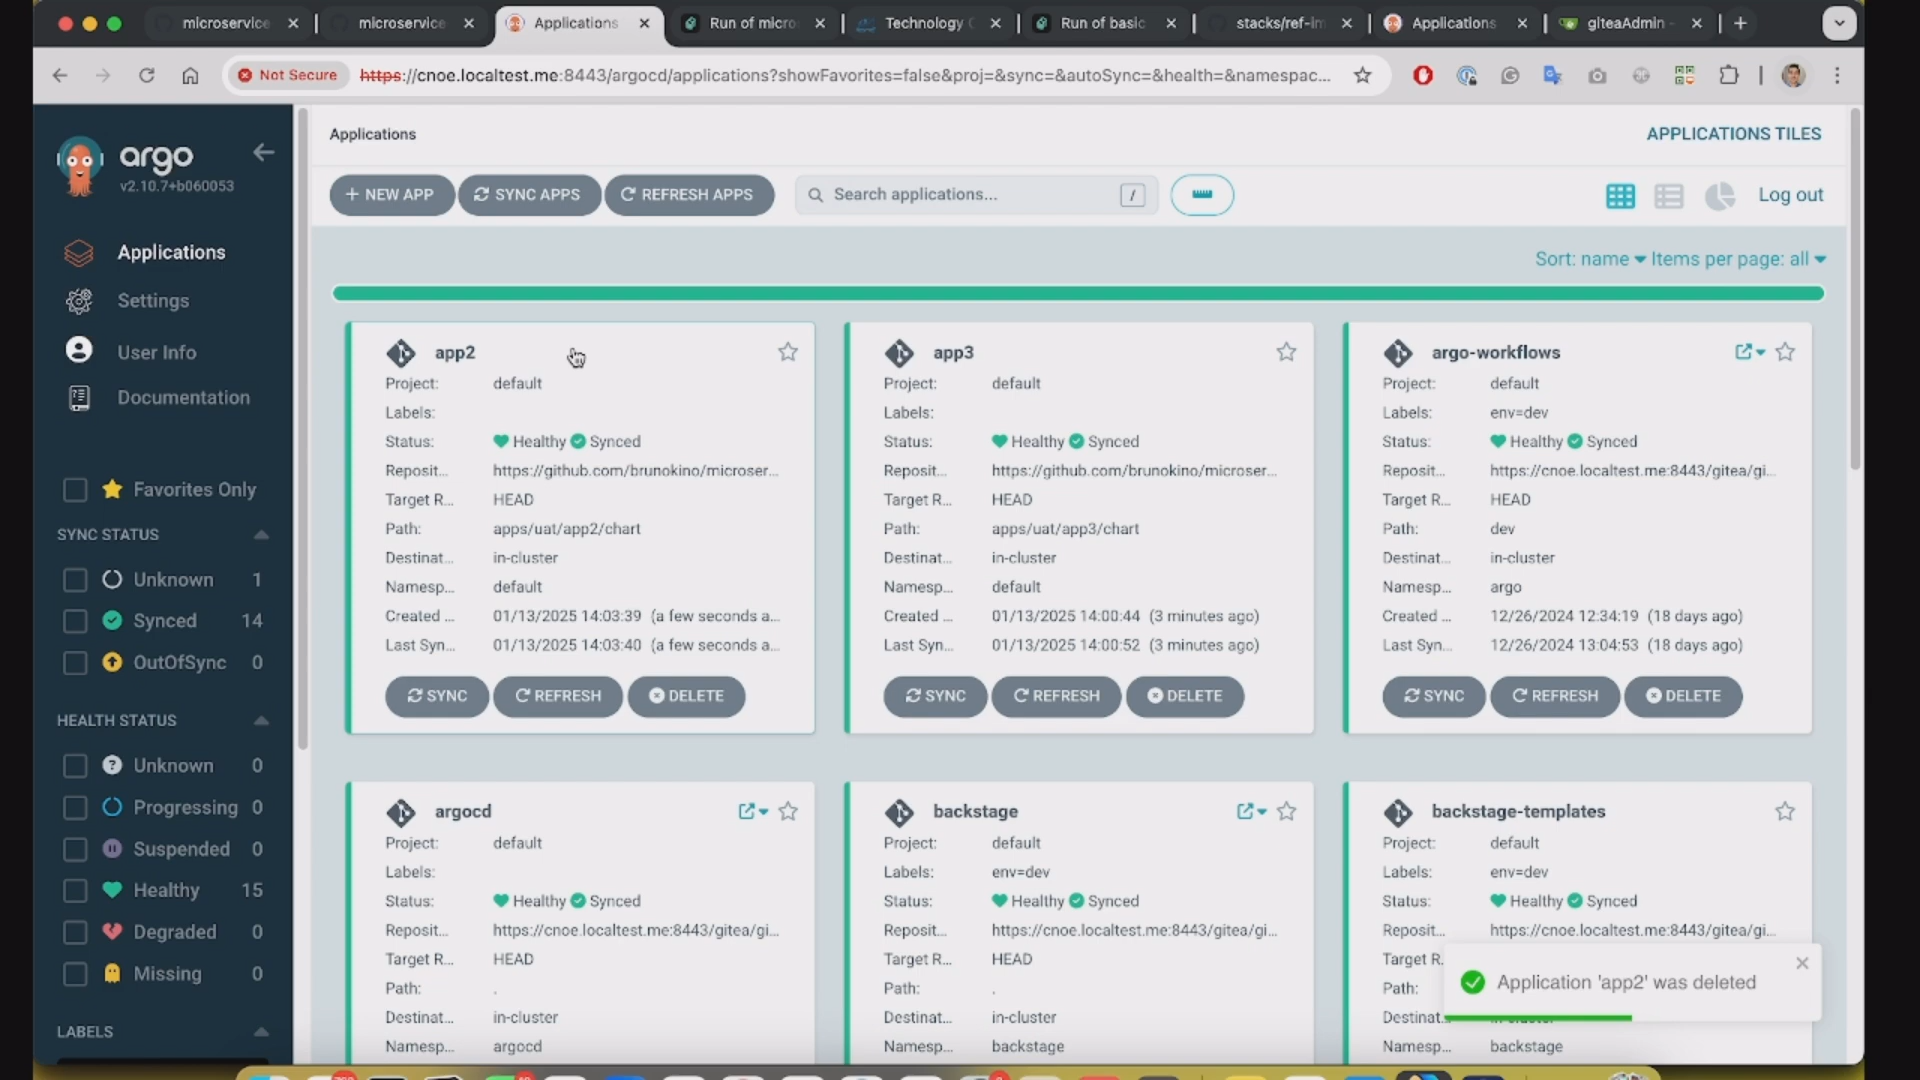 microservice
microservice
Applications
Run of micro
Technology
Run of basic
stacks/ref-im
Applications
giteaAdmin -
Not Secure https://cnoe.localtest.me:8443/argocd/applications?showFavorites=false&proj=&sync=&autoSync=&health=&namespac...
argo
v2.10.7+b060053
Applications
Settings
User Info
Documentation
Favorites Only
SYNC STATUS
Unknown 1
Synced 14
OutOfSync 0
HEALTH STATUS
Unknown 0
Progressing 0
Suspended 0
Healthy 15
Degraded 0
Missing 0
LABELS
Applications
APPLICATIONS TILES
+ NEW APP
SYNC APPS
REFRESH APPS
Search applications...
/
Log out
Sort: name Items per page: all
app2
Project: default
Labels:
Status: Healthy Synced
Reposit... https://github.com/brunokino/microser...
Target R... HEAD
Path: apps/uat/app2/chart
Destinat... in-cluster
Namesp... default
Created ... 01/13/2025 14:03:39 (a few seconds a...
Last Syn... 01/13/2025 14:03:40 (a few seconds a...
SYNC REFRESH DELETE
app3
Project: default
Labels:
Status: Healthy Synced
Reposit... https://github.com/brunokino/microser...
Target R... HEAD
Path: apps/uat/app3/chart
Destinat... in-cluster
Namesp... default
Created ... 01/13/2025 14:00:44 (3 minutes ago)
Last Syn... 01/13/2025 14:00:52 (3 minutes ago)
SYNC REFRESH DELETE
argo-workflows
Project: default
Labels: env=dev
Status: Healthy Synced
Reposit... https://cnoe.localtest.me:8443/gitea/gi...
Target R... HEAD
Path: dev
Destinat... in-cluster
Namesp... argo
Created ... 12/26/2024 12:34:19 (18 days ago)
Last Syn... 12/26/2024 13:04:53 (18 days ago)
SYNC REFRESH DELETE
argocd
Project: default
Labels:
Status: Healthy Synced
Reposit... https://cnoe.localtest.me:8443/gitea/gi...
Target R... HEAD
Path: .
Destinat... in-cluster
Namesp... argocd
backstage
Project: default
Labels: env=dev
Status: Healthy Synced
Reposit... https://cnoe.localtest.me:8443/gitea/gi...
Target R... HEAD
Path: .
Destinat... in-cluster
Namesp... backstage
backstage-templates
Project: default
Labels: env=dev
Status: Healthy Synced
Reposit... https://cnoe.localtest.me:8443/gitea/gi...
Target R.
Path:
Destinat...
Namesp... backstage
Application 'app2' was deleted